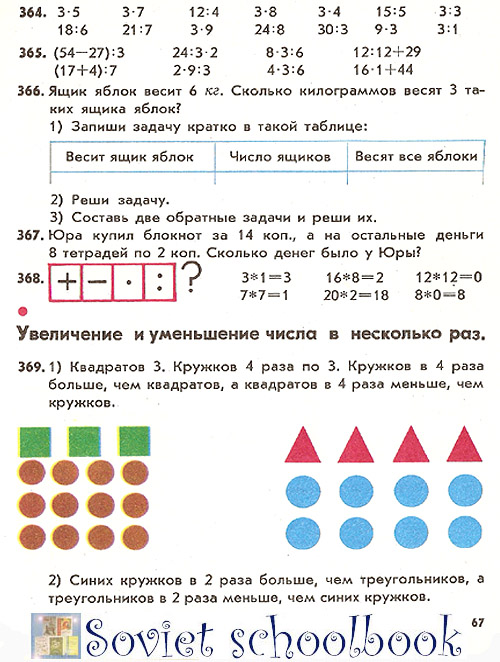 364. 3·5 3·7 12:4 3·8 3·4 15:5 3:3
18:6 21:7 3·9 24:8 30:3 9·3 3:1
365. (54−27):3 24:3·2 8·3:6 12:12+29
(17+4):7 2·9:3 4·3:6 16·1+44
366. Ящик яблок весит 6 кг. Сколько килограммов весят 3 та-
ких ящика яблок?
1) Запиши задачу кратко в такой таблице:
Весит ящик яблок Число ящиков Весят все яблоки
2) Реши задачу.
3) Составь две обратные задачи и реши их.
367. Юра купил блокнот за 14 коп., а на остальные деньги
8 тетрадей по 2 коп. Сколько денег было у Юры?
368. + − · : ? 3*1=3 16*8=2 12*12=0
7*7=1 20*2=18 8*0=8
Увеличение и уменьшение числа в несколько раз.
369. 1) Квадратов 3. Кружков 4 раза по 3. Кружков в 4 раза
больше, чем квадратов, а квадратов в 4 раза меньше, чем
кружков.
2) Синих кружков в 2 раза больше, чем треугольников, а
треугольников в 2 раза меньше, чем синих кружков.
67
Soviet schoolbook